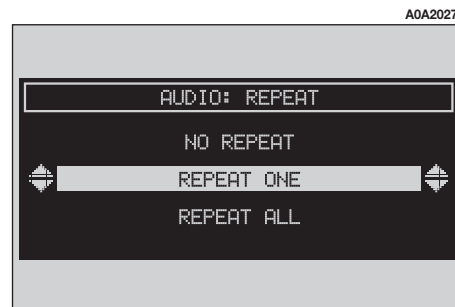 A0A2027
AUDIO: REPEAT
NO REPEAT
REPEAT ONE
REPEAT ALL